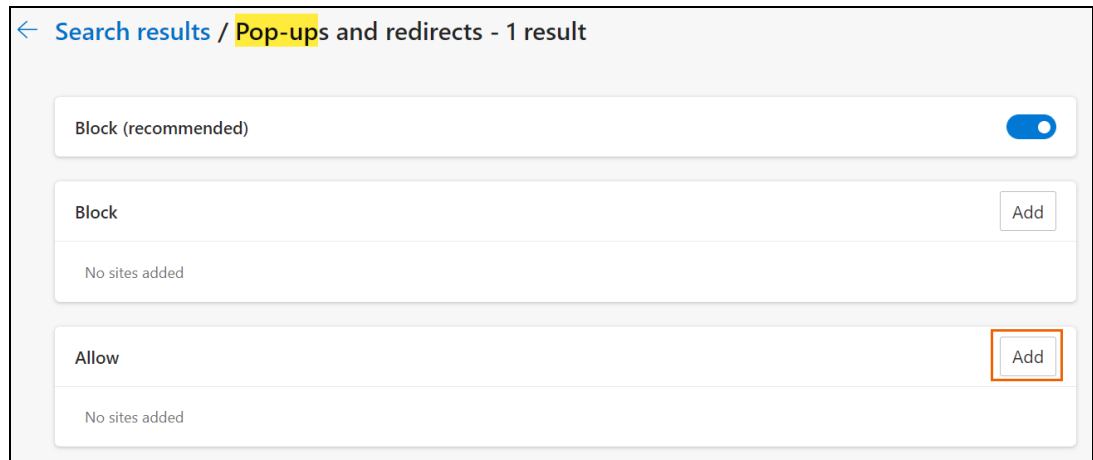 Search results / Pop-ups and redirects - 1 result
Block (recommended)
Block
Add
No sites added
Allow
Add
No sites added